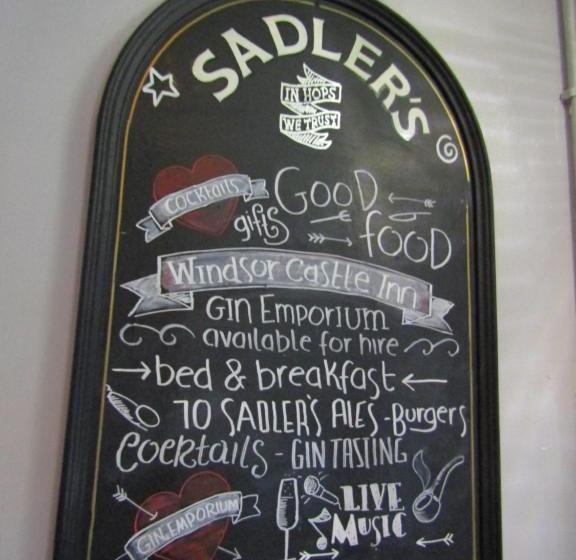 SADLER'S
IN HOPS
WE TRUST
COCKTAILS
GOOD
gifts
fOOD
Windsor Castle Inn
GIN EMPORIUM
available for hire
bed & breakfast
10 SADLER'S ALES - Burgers
Cocktails - GIN TASTING
GIN EMPORIUM
LIVE
MUSIC